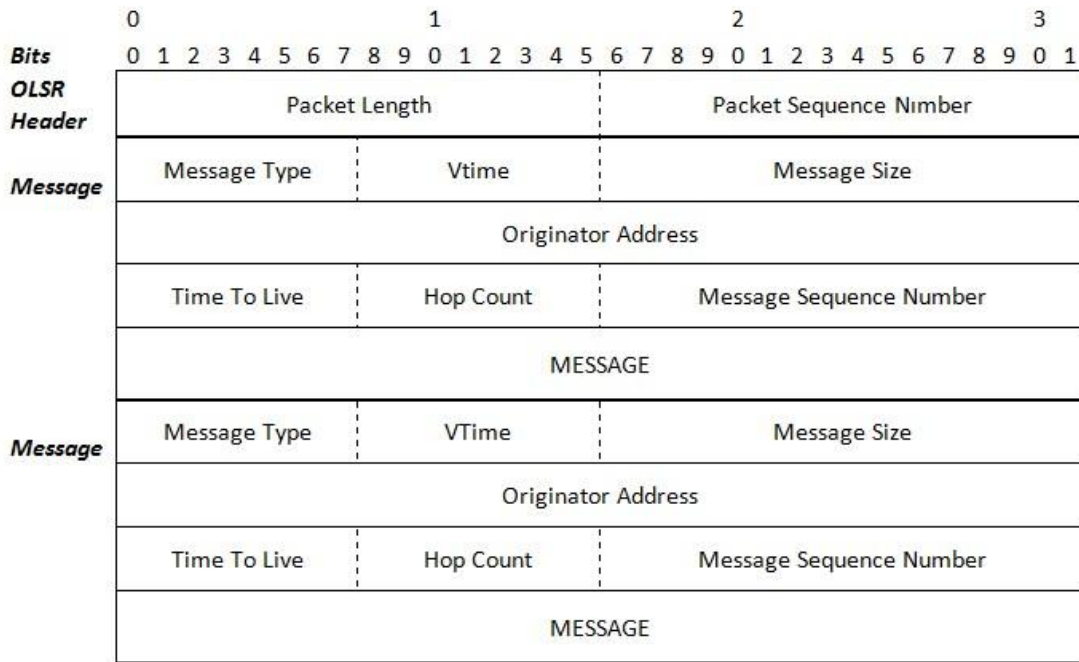 0 1 2 3
Bits 0 1 2 3 4 5 6 7 8 9 0 1 2 3 4 5 6 7 8 9 0 1 2 3 4 5 6 7 8 9 0 1
OLSR
Header
Packet Length Packet Sequence Nımber
Message
Message Type Vtime Message Size
Originator Address
Time To Live Hop Count Message Sequence Number
MESSAGE
Message
Message Type VTime Message Size
Originator Address
Time To Live Hop Count Message Sequence Number
MESSAGE